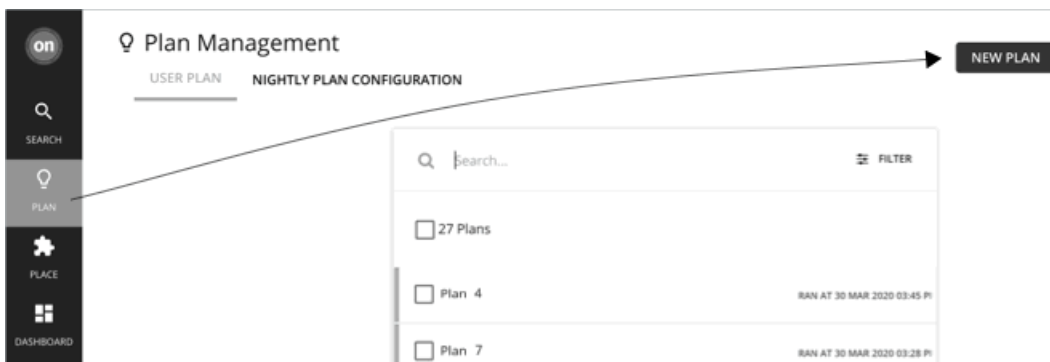 on
Plan Management
NEW PLAN
USER PLAN NIGHTLY PLAN CONFIGURATION
SEARCH
Search...
FILTER
PLAN
27 Plans
PLACE
Plan 4
RAN AT 30 MAR 2020 03:45 P
DASHBOARD
Plan 7
RAN AT 30 MAR 2020 03:28 P